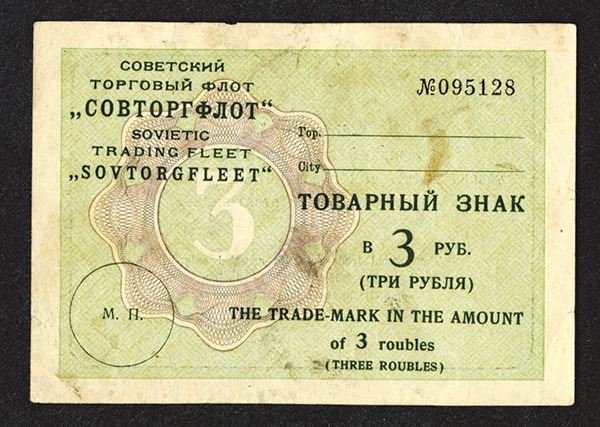 СОВЕТСКИЙ
ТОРГОВЫЙ ФЛОТ
„СОВТОРГФЛОТ“
SOVIETIC
TRADING FLEET
„SOVTORGFLEET“
№095128
Гор.
City
3
ТОВАРНЫЙ ЗНАК
В 3 РУБ.
(ТРИ РУБЛЯ)
М. П.
THE TRADE-MARK IN THE AMOUNT
of 3 roubles
(THREE ROUBLES)